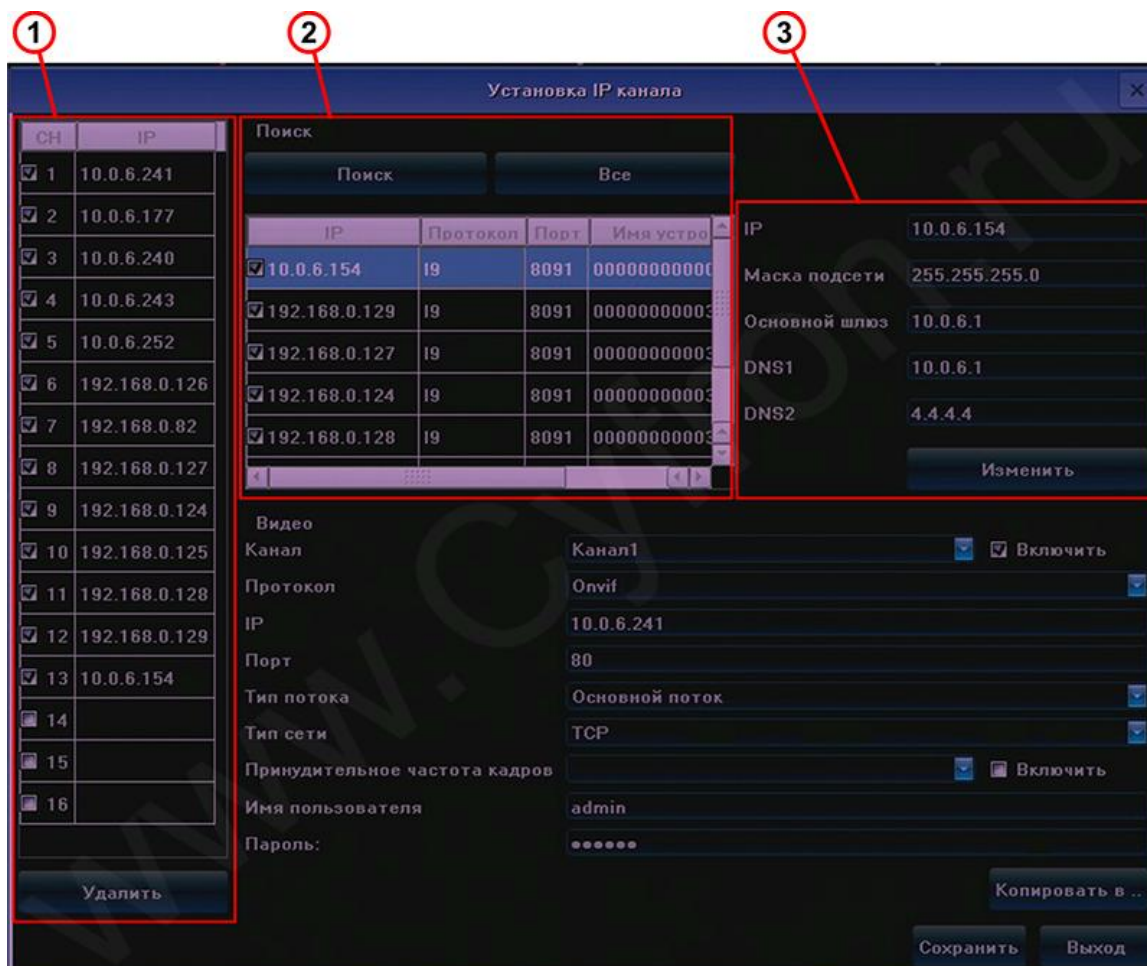 1 2 3
Установка IP канала
CH IP
1 10.0.6.241
2 10.0.6.177
3 10.0.6.240
4 10.0.6.243
5 10.0.6.252
6 192.168.0.126
7 192.168.0.82
8 192.168.0.127
9 192.168.0.124
10 192.168.0.125
11 192.168.0.128
12 192.168.0.129
13 10.0.6.154
14
15
16
Удалить
Поиск
Поиск Все
IP Протокол Порт Имя устро
10.0.6.154 I9 8091 00000000000
192.168.0.129 I9 8091 00000000003
192.168.0.127 I9 8091 00000000003
192.168.0.124 I9 8091 00000000003
192.168.0.128 I9 8091 00000000003
IP 10.0.6.154
Маска подсети 255.255.255.0
Основной шлюз 10.0.6.1
DNS1 10.0.6.1
DNS2 4.4.4.4
Изменить
Видео
Канал Канал1 Включить
Протокол Onvif
IP 10.0.6.241
Порт 80
Тип потока Основной поток
Тип сети TCP
Принудительное частота кадров Включить
Имя пользователя admin
Пароль: ●●●●●●
Копировать в ..
Сохранить Выход
www.Cyfron.ru